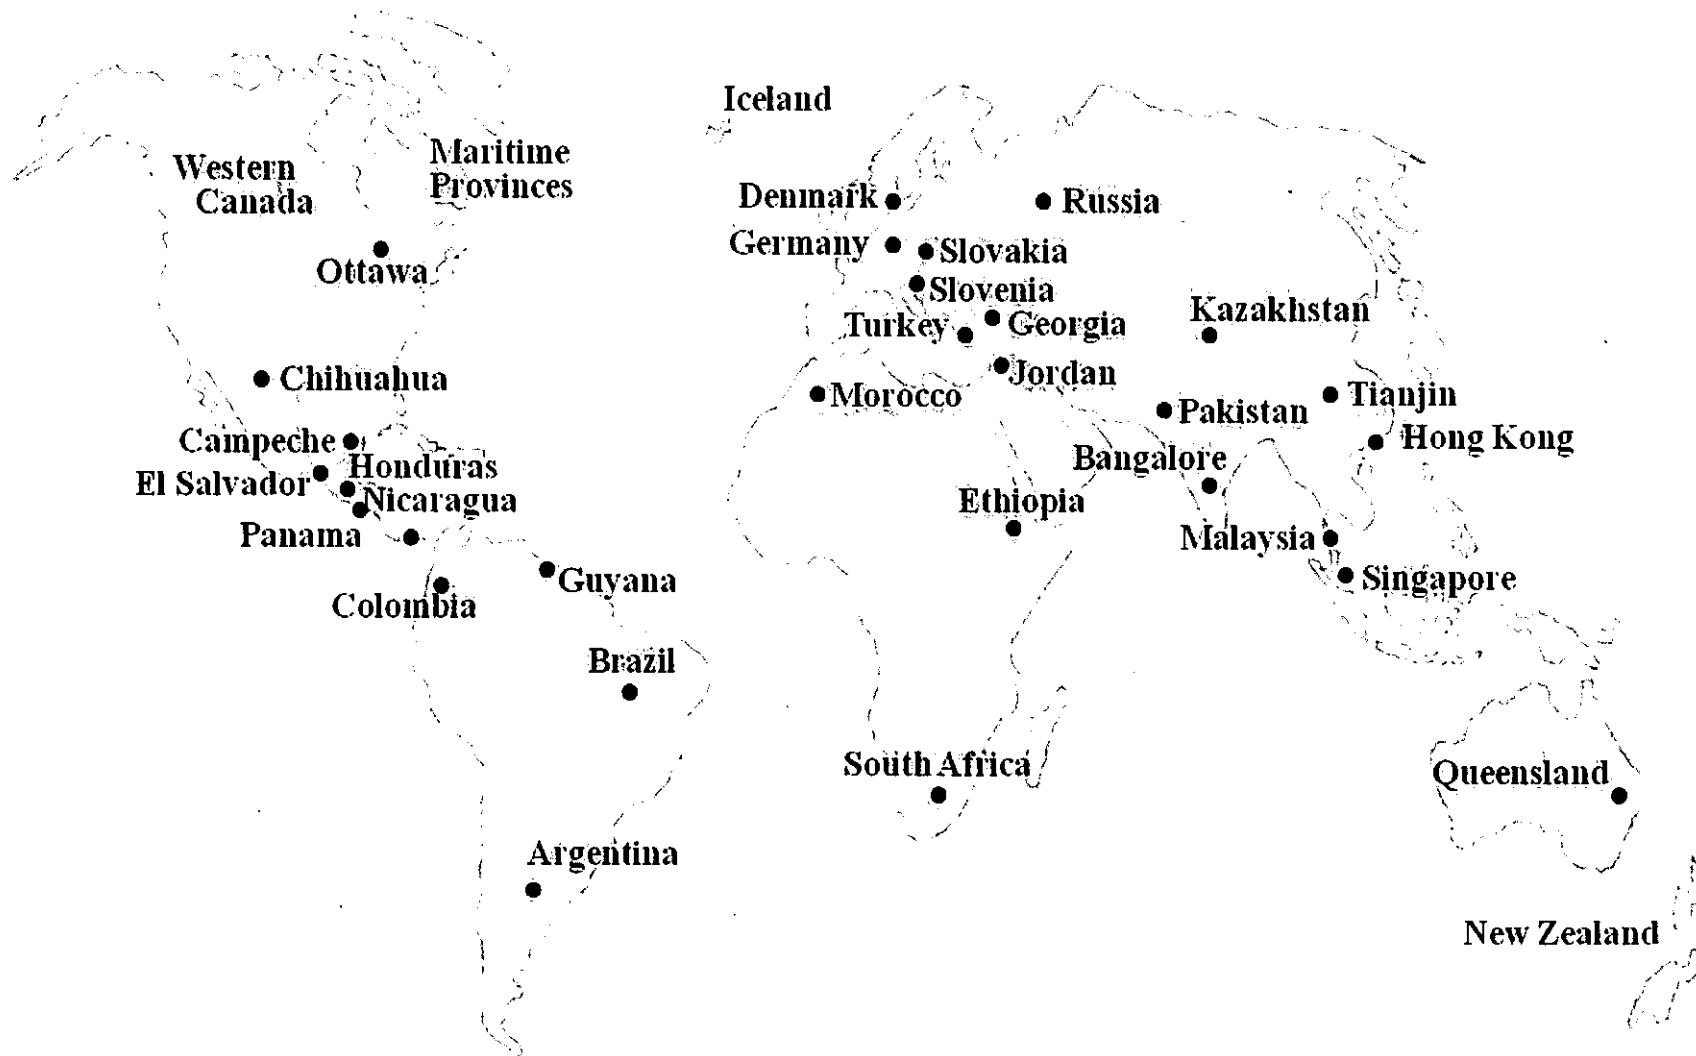 Iceland
Western
Canada
Maritime
Provinces
Denmark
Russia
Germany
Slovakia
Ottawa
Slovenia
Kazakhstan
Turkey
Georgia
Jordan
Chihuahua
Morocco
Tianjin
Pakistan
Campeche
Hong Kong
Honduras
Bangalore
El Salvador
Nicaragua
Ethiopia
Panama
Malaysia
Guyana
Singapore
Colombia
Brazil
South Africa
Queensland
Argentina
New Zealand